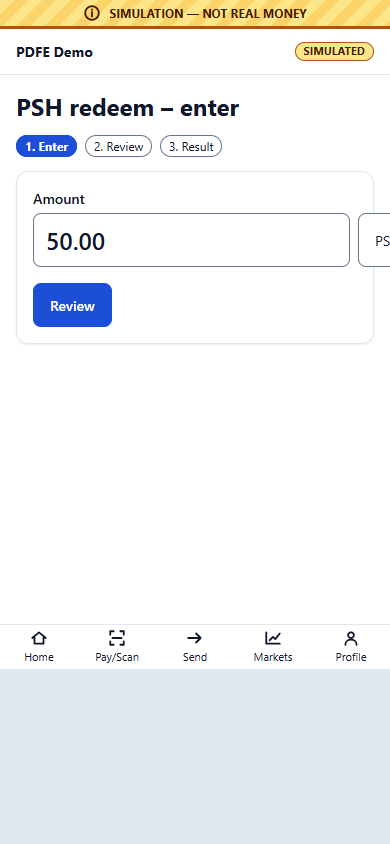 SIMULATION — NOT REAL MONEY
PDFE Demo
SIMULATED
PSH redeem – enter
1. Enter
2. Review
3. Result
Amount
50.00
PS
Review
Home
Pay/Scan
Send
Markets
Profile